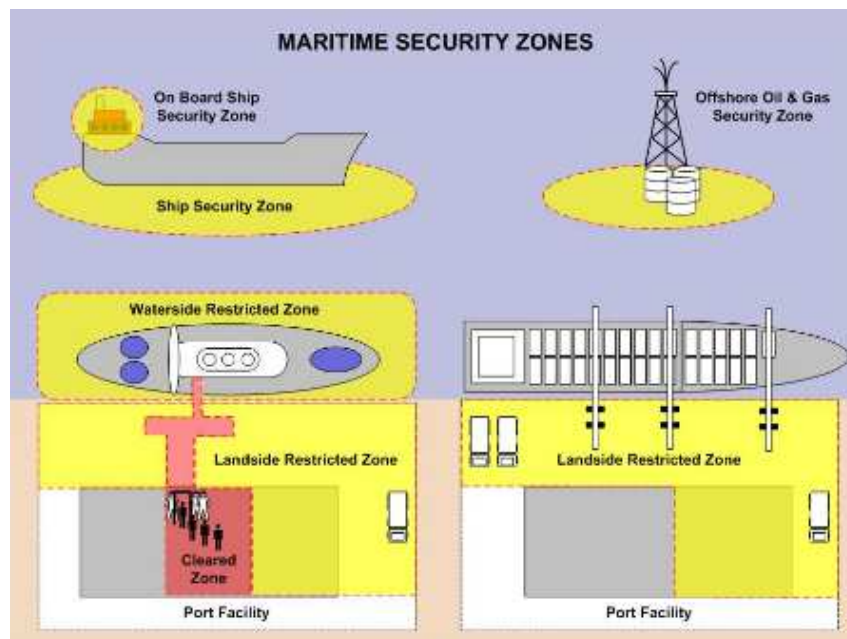 MARITIME SECURITY ZONES
On Board Ship
Security Zone
Offshore Oil & Gas
Security Zone
Ship Security Zone
Waterside Restricted Zone
Landside Restricted Zone
Landside Restricted Zone
Cleared
Zone
Port Facility
Port Facility